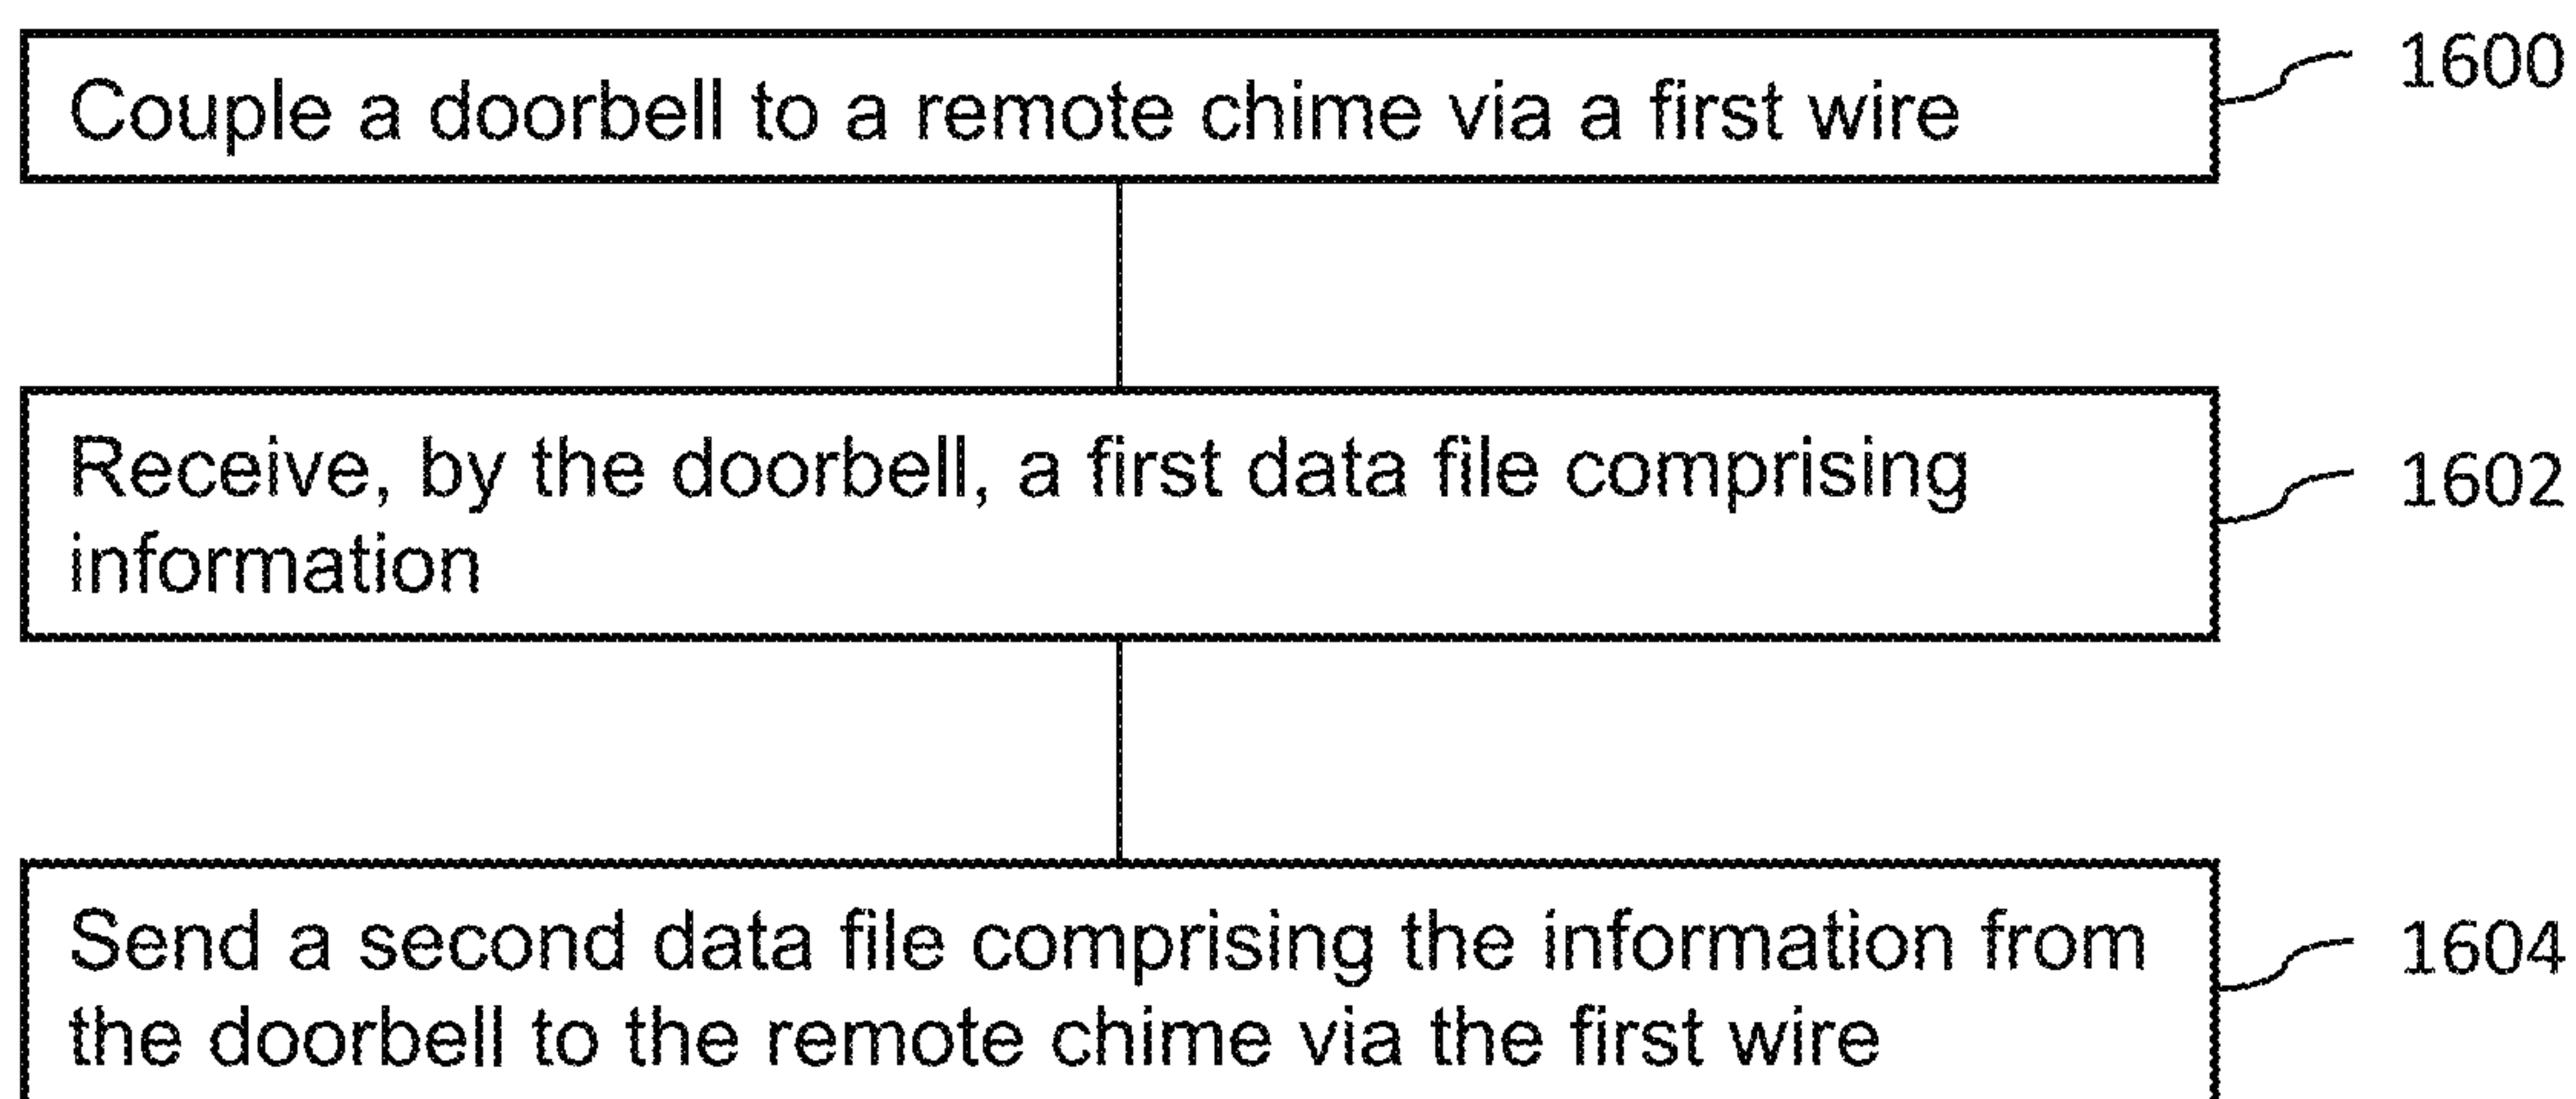 Couple a doorbell to a remote chime via a first wire
1600
Receive, by the doorbell, a first data file comprising
information
1602
Send a second data file comprising the information from
the doorbell to the remote chime via the first wire
1604